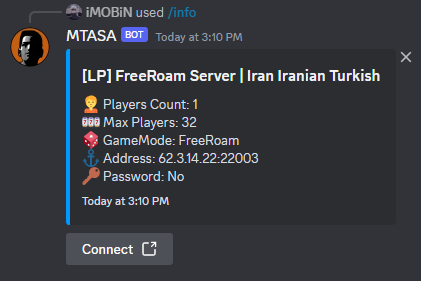 iMOBiN used /info
MTASA BOT Today at 3:10 PM
[LP] FreeRoam Server | Iran Iranian Turkish
Players Count: 1
Max Players: 32
GameMode: FreeRoam
Address: 62.3.14.22:22003
Password: No
Today at 3:10 PM
Connect